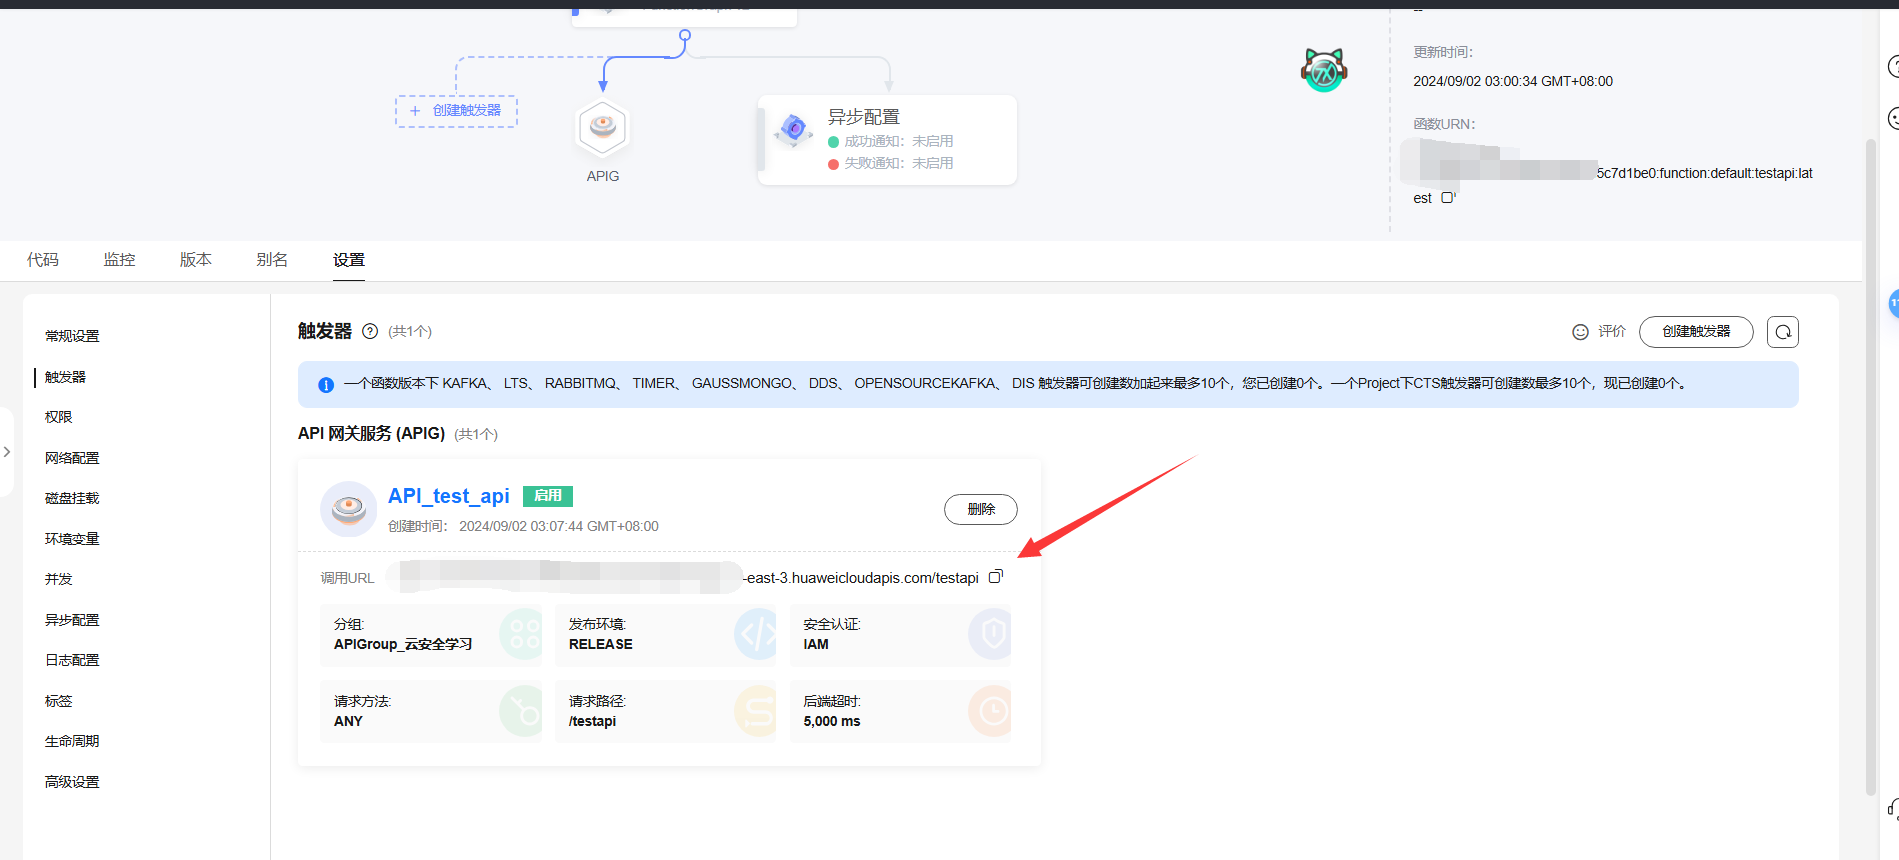 + 创建触发器
APIG
异步配置
成功通知: 未启用
失败通知: 未启用
更新时间:
2024/09/02 03:00:34 GMT+08:00
函数URN:
5c7d1be0:function:default:testapi:lat
est
代码
监控
版本
别名
设置
常规设置
触发器
权限
网络配置
磁盘挂载
环境变量
并发
异步配置
日志配置
标签
生命周期
高级设置
触发器 ? (共1个)
评价
创建触发器
一个函数版本下 KAFKA、 LTS、 RABBITMQ、 TIMER、 GAUSSMONGO、 DDS、 OPENSOURCEKAFKA、 DIS 触发器可创建数加起来最多10个，您已创建0个。一个Project下CTS触发器可创建数最多10个，现已创建0个。
API 网关服务 (APIG) (共1个)
API_test_api 启用
创建时间: 2024/09/02 03:07:44 GMT+08:00
删除
调用URL -east-3.huaweicloudapis.com/testapi
分组:
APIGroup_云安全学习
发布环境:
RELEASE
安全认证:
IAM
请求方法:
ANY
请求路径:
/testapi
后端超时:
5,000 ms